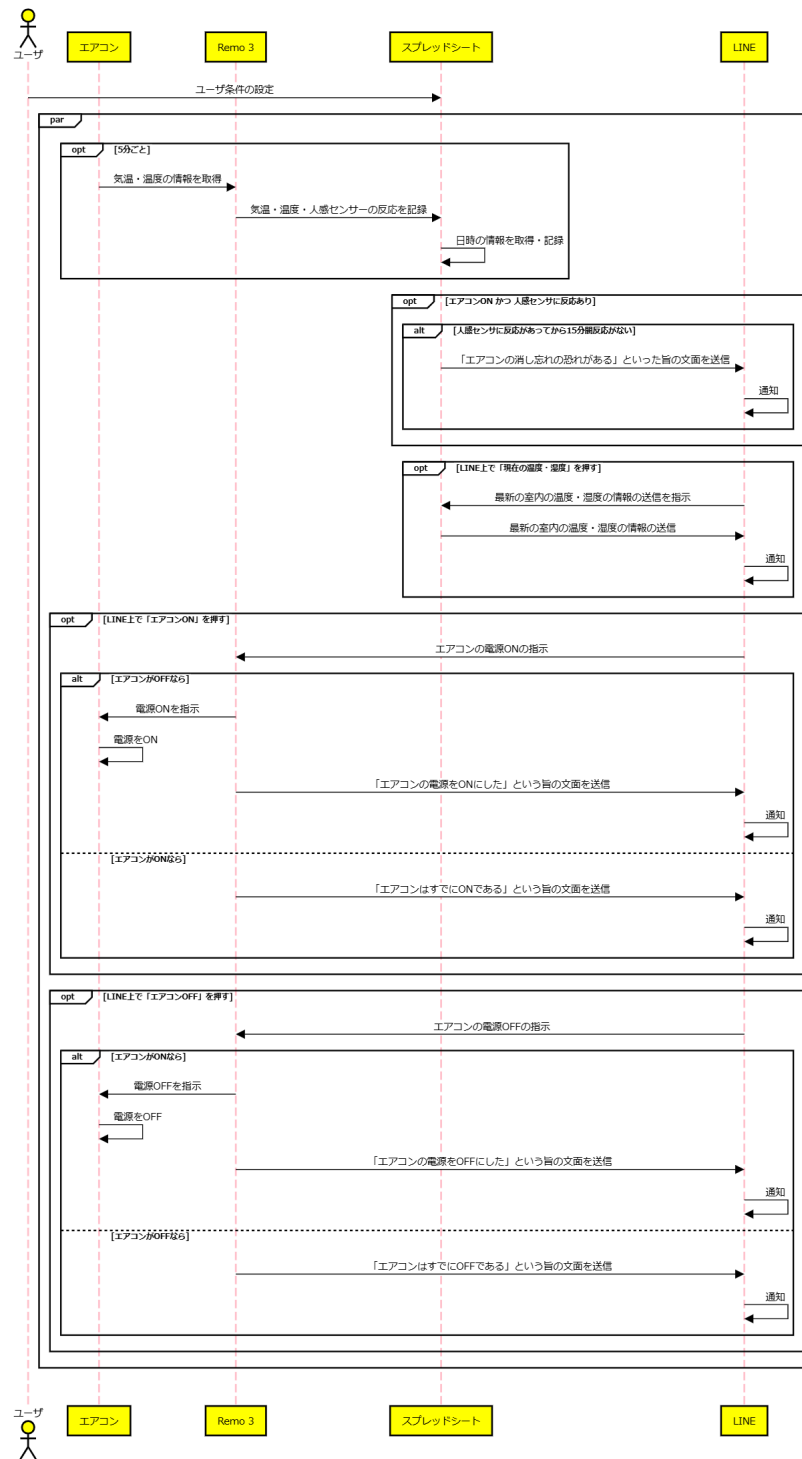 ユーザ
エアコン
Remo 3
スプレッドシート
LINE
ユーザ条件の設定
par
opt [5分ごと]
気温・温度の情報を取得
気温・温度・人感センサーの反応を記録
日時の情報を取得・記録
opt [エアコンON かつ 人感センサに反応あり]
alt [人感センサに反応があってから15分間反応がない]
「エアコンの消し忘れの恐れがある」といった旨の文面を送信
通知
opt [LINE上で「現在の温度・湿度」を押す]
最新の室内の温度・湿度の情報の送信を指示
最新の室内の温度・湿度の情報の送信
通知
opt [LINE上で「エアコンON」を押す]
エアコンの電源ONの指示
alt [エアコンがOFFなら]
電源ONを指示
電源をON
「エアコンの電源をONにした」という旨の文面を送信
通知
[エアコンがONなら]
「エアコンはすでにONである」という旨の文面を送信
通知
opt [LINE上で「エアコンOFF」を押す]
エアコンの電源OFFの指示
alt [エアコンがONなら]
電源OFFを指示
電源をOFF
「エアコンの電源をOFFにした」という旨の文面を送信
通知
[エアコンがOFFなら]
「エアコンはすでにOFFである」という旨の文面を送信
通知
ユーザ
エアコン
Remo 3
スプレッドシート
LINE